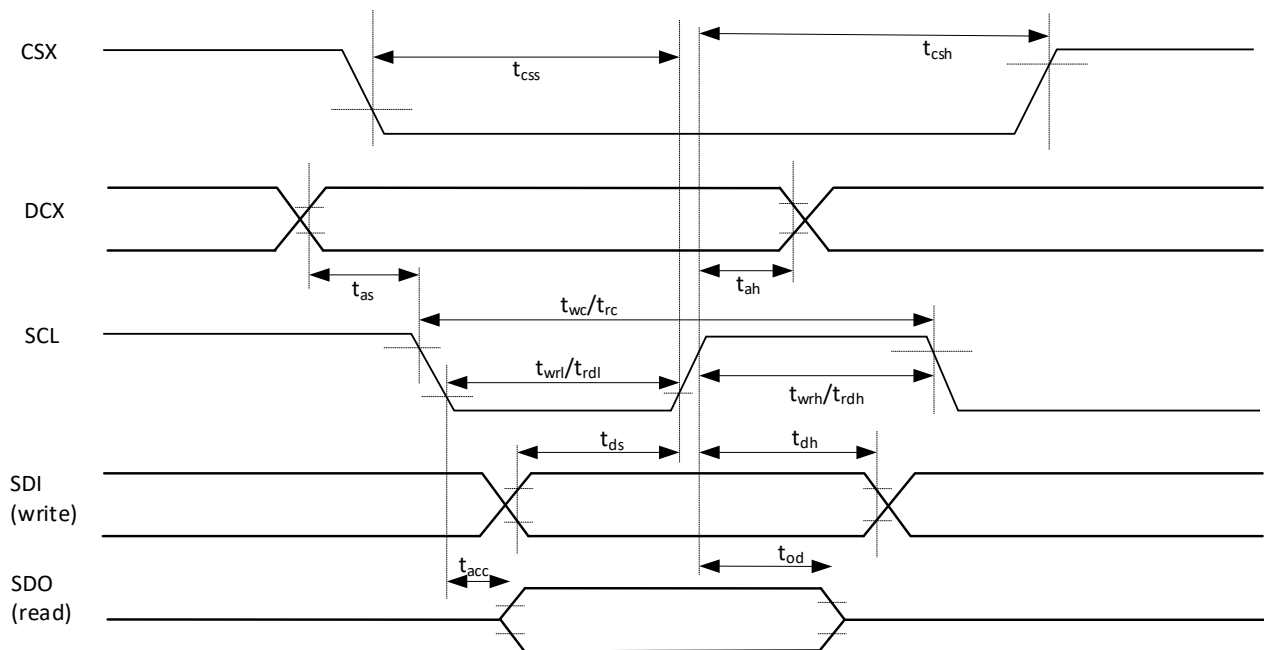 CSX
t_css
t_csh
DCX
t_as
t_ah
t_wc/t_rc
SCL
t_wrl/t_rdl
t_wrh/t_rdh
t_ds
t_dh
SDI
(write)
t_acc
t_od
SDO
(read)